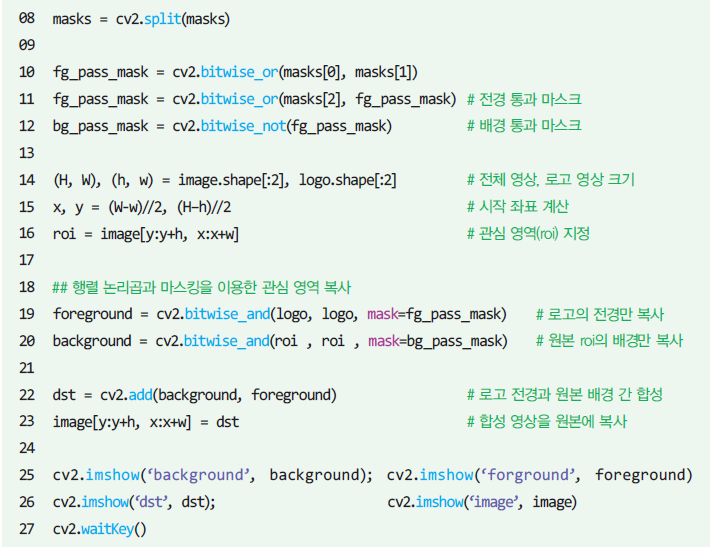 08 masks = cv2.split(masks)
09
10 fg_pass_mask = cv2.bitwise_or(masks[0], masks[1])
11 fg_pass_mask = cv2.bitwise_or(masks[2], fg_pass_mask) # 전경 통과 마스크
12 bg_pass_mask = cv2.bitwise_not(fg_pass_mask) # 배경 통과 마스크
13
14 (H, W), (h, w) = image.shape[:2], logo.shape[:2] # 전체 영상, 로고 영상 크기
15 x, y = (W-w)//2, (H-h)//2 # 시작 좌표 계산
16 roi = image[y:y+h, x:x+w] # 관심 영역(roi) 지정
17
18 ## 행렬 논리곱과 마스킹을 이용한 관심 영역 복사
19 foreground = cv2.bitwise_and(logo, logo, mask=fg_pass_mask) # 로고의 전경만 복사
20 background = cv2.bitwise_and(roi , roi , mask=bg_pass_mask) # 원본 roi의 배경만 복사
21
22 dst = cv2.add(background, foreground) # 로고 전경과 원본 배경 간 합성
23 image[y:y+h, x:x+w] = dst # 합성 영상을 원본에 복사
24
25 cv2.imshow(‘background’, background); cv2.imshow(‘forground’, foreground)
26 cv2.imshow(‘dst’, dst); cv2.imshow(‘image’, image)
27 cv2.waitKey()